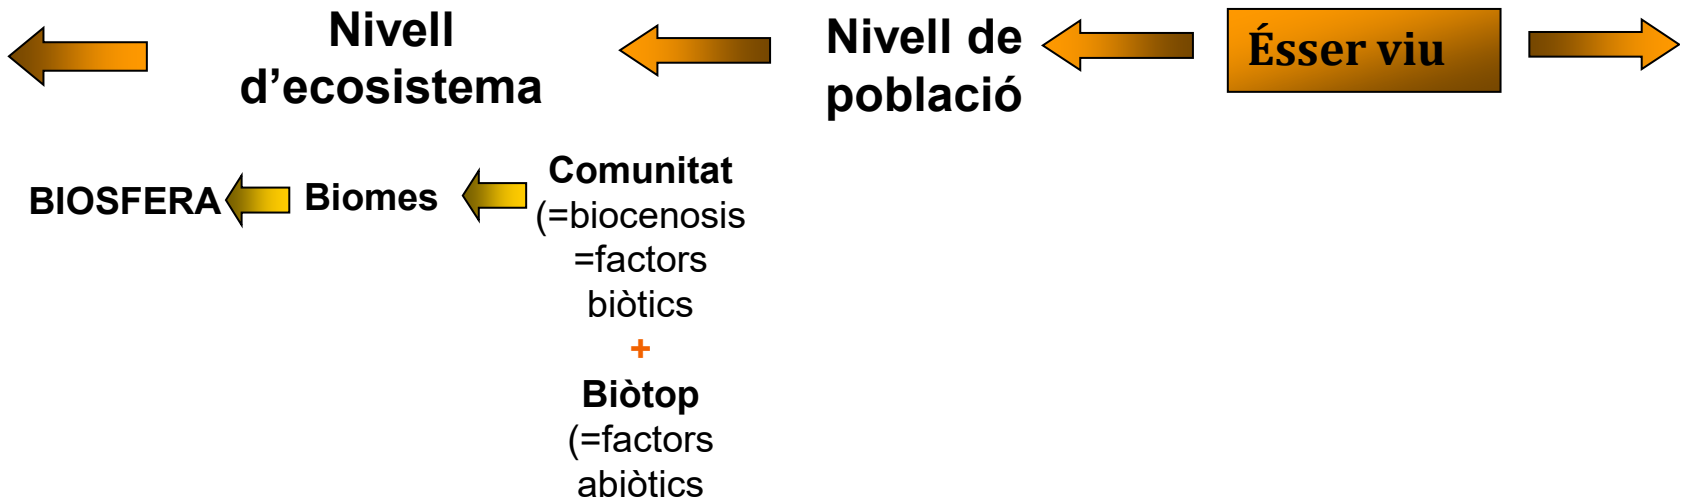 Nivell
d’ecosistema
Nivell de
població
Ésser viu
BIOSFERA
Biomes
Comunitat
(=biocenosis
=factors
biòtics
+
Biòtop
(=factors
abiòtics